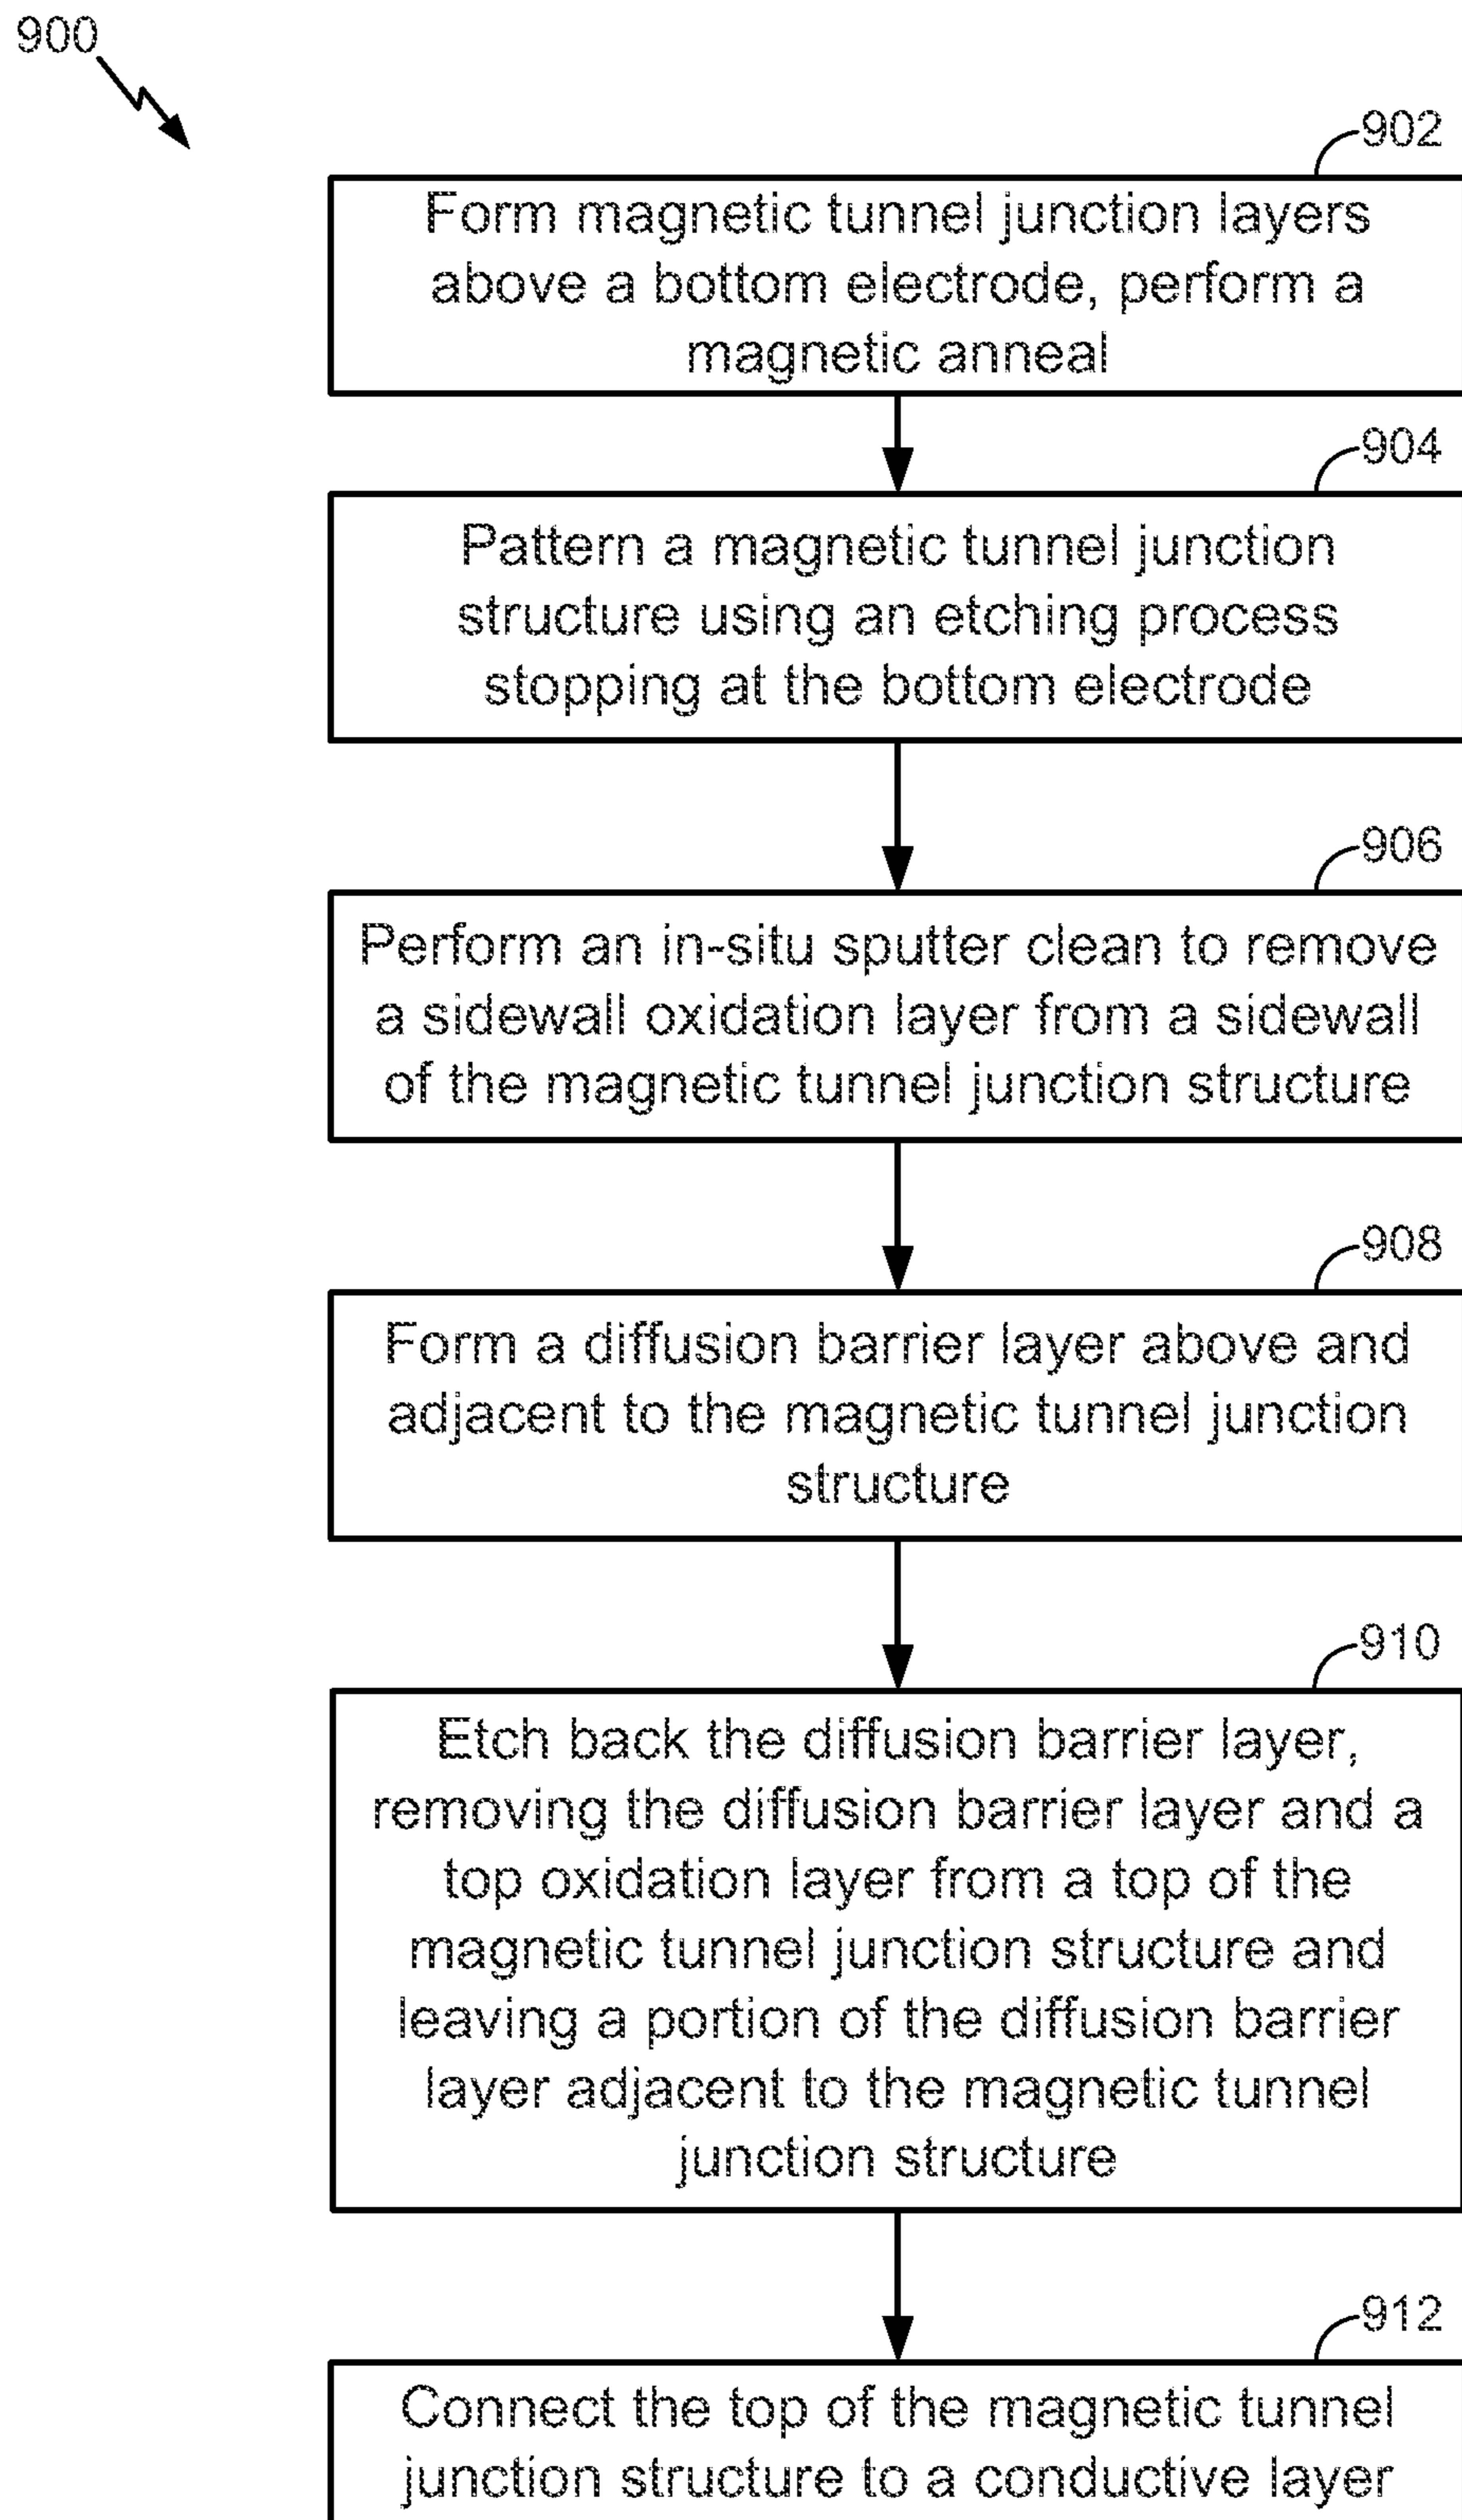 900
902
Form magnetic tunnel junction layers
above a bottom electrode, perform a
magnetic anneal
904
Pattern a magnetic tunnel junction
structure using an etching process
stopping at the bottom electrode
906
Perform an in-situ sputter clean to remove
a sidewall oxidation layer from a sidewall
of the magnetic tunnel junction structure
908
Form a diffusion barrier layer above and
adjacent to the magnetic tunnel junction
structure
910
Etch back the diffusion barrier layer,
removing the diffusion barrier layer and a
top oxidation layer from a top of the
magnetic tunnel junction structure and
leaving a portion of the diffusion barrier
layer adjacent to the magnetic tunnel
junction structure
912
Connect the top of the magnetic tunnel
junction structure to a conductive layer